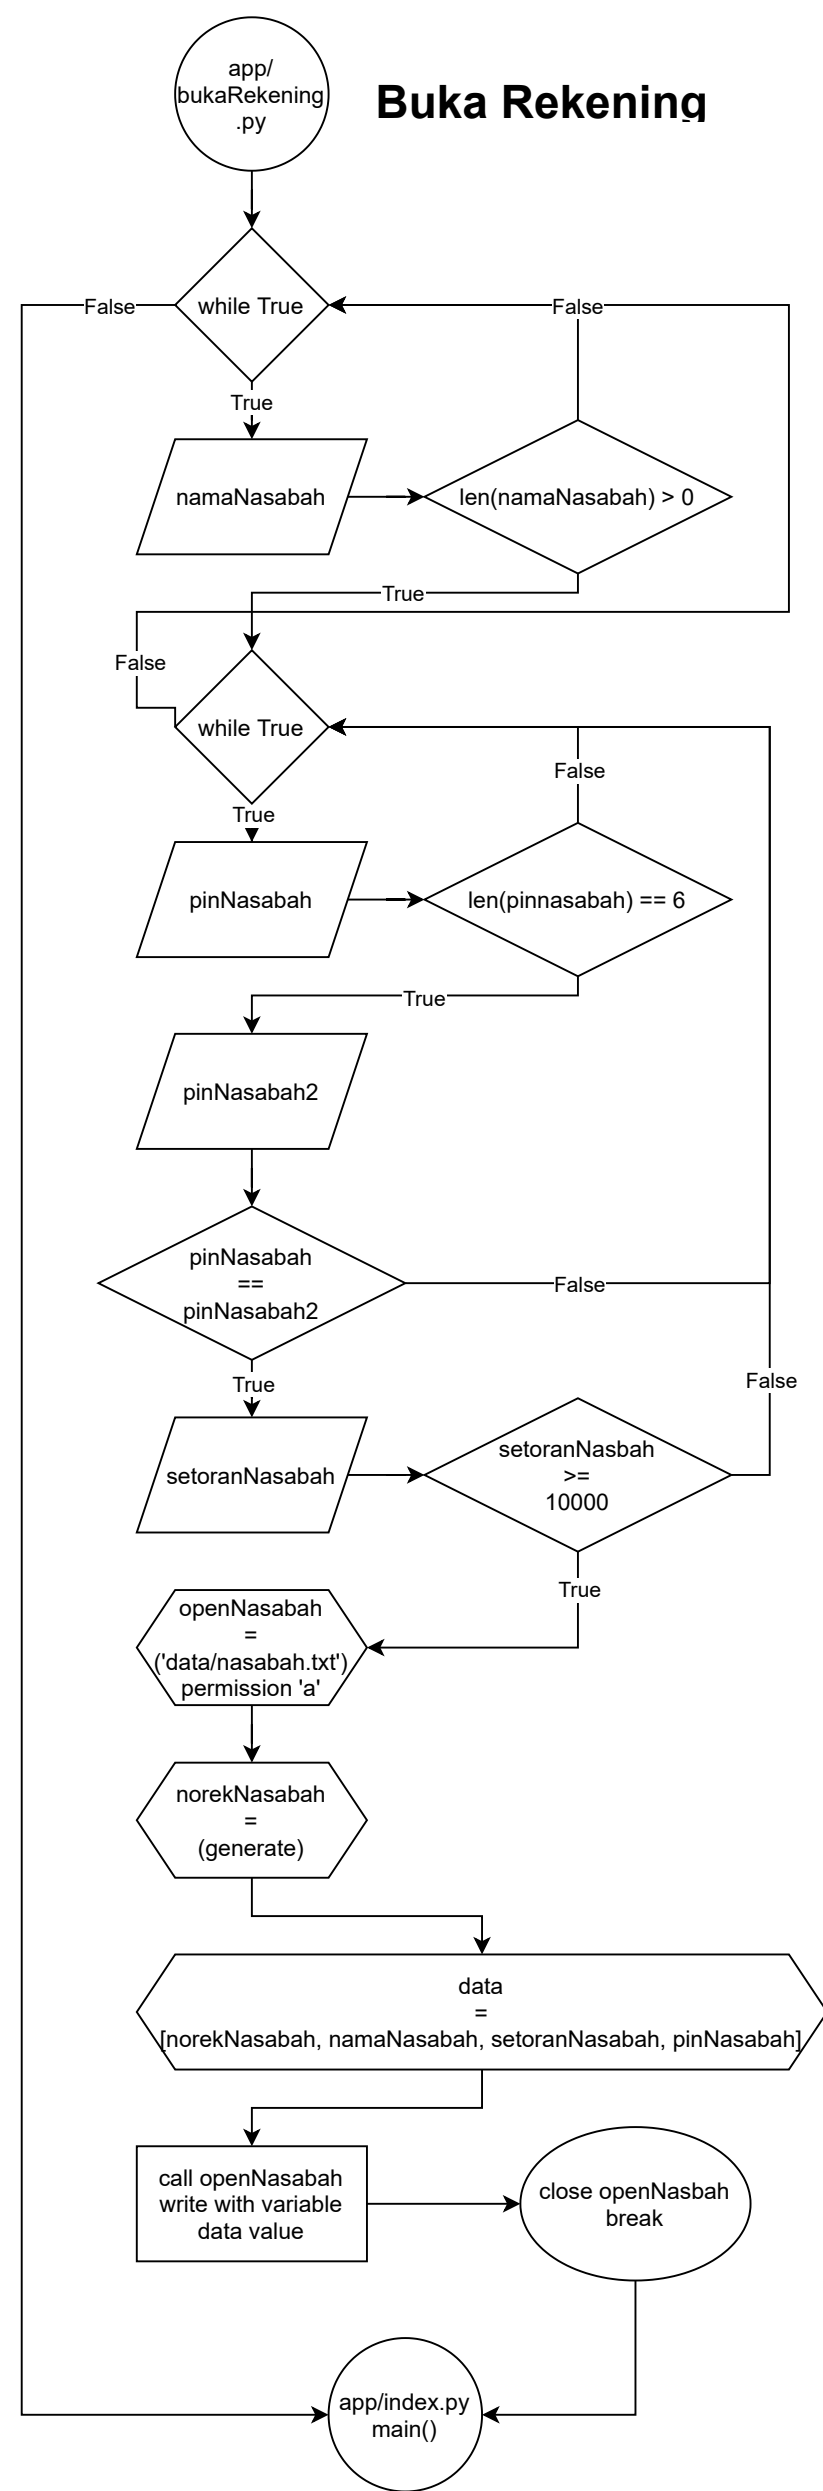 app/
bukaRekening
.py
Buka Rekening
while True
False
False
True
namaNasabah
len(namaNasabah) > 0
True
False
while True
False
True
pinNasabah
len(pinnasabah) == 6
True
pinNasabah2
pinNasabah
==
pinNasabah2
False
True
False
setoranNasabah
setoranNasbah
>=
10000
True
openNasabah
=
('data/nasabah.txt')
permission 'a'
norekNasabah
=
(generate)
data
=
[norekNasabah, namaNasabah, setoranNasabah, pinNasabah]
call openNasabah
write with variable
data value
close openNasbah
break
app/index.py
main()